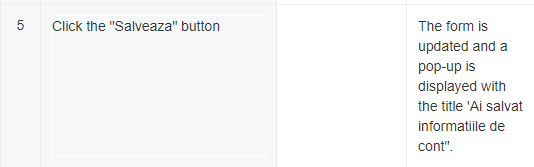 5
Click the "Salveaza" button
The form is
updated and a
pop-up is
displayed with
the title 'Ai salvat
informatiile de
cont".